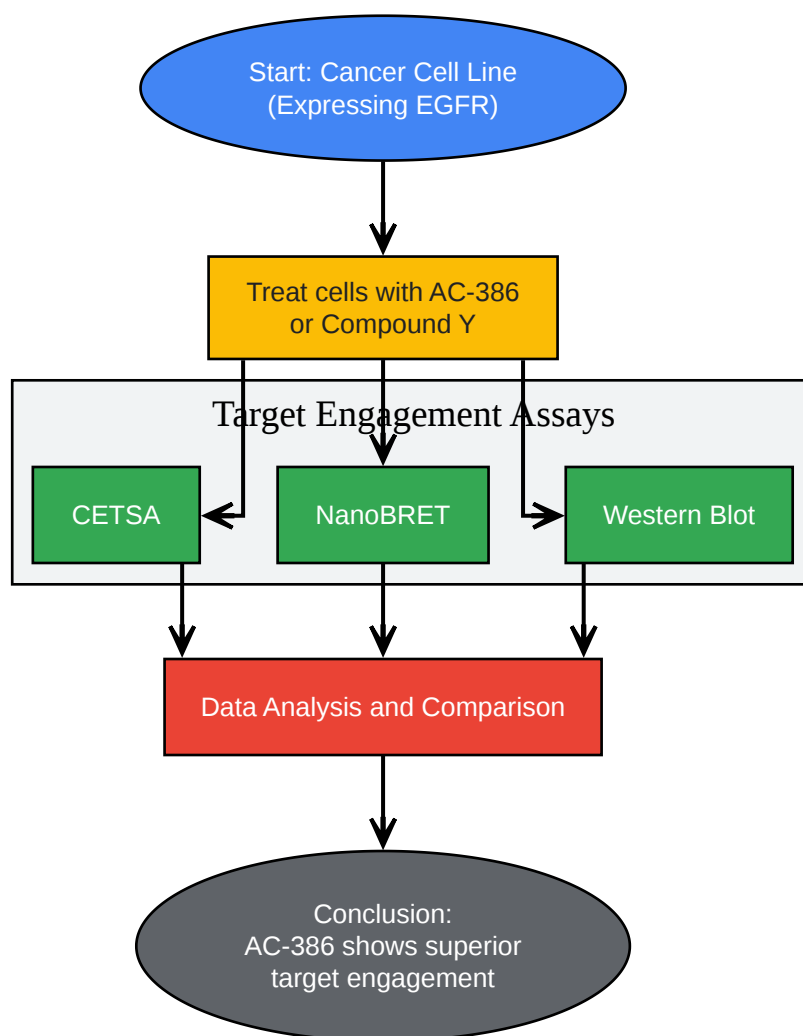 Start: Cancer Cell Line
(Expressing EGFR)
Treat cells with AC-386
or Compound Y
Target Engagement Assays
CETSA
NanoBRET
Western Blot
Data Analysis and Comparison
Conclusion:
AC-386 shows superior
target engagement